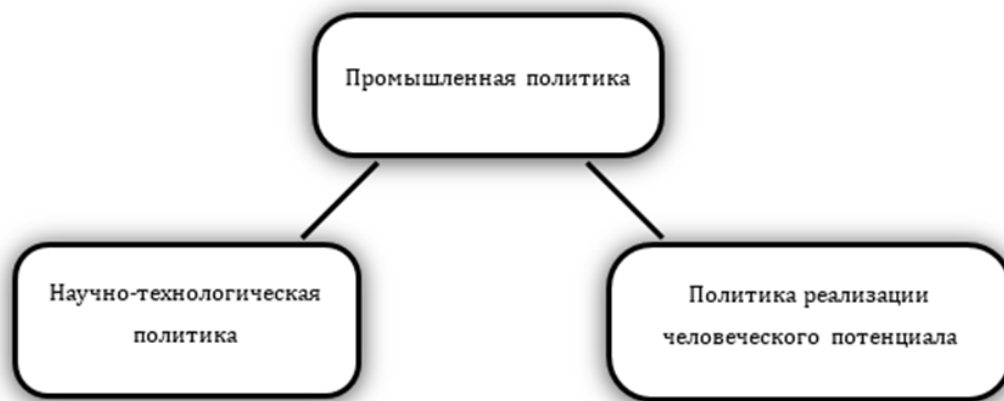 Промышленная политика
Научно-технологическая
политика
Политика реализации
человеческого потенциала